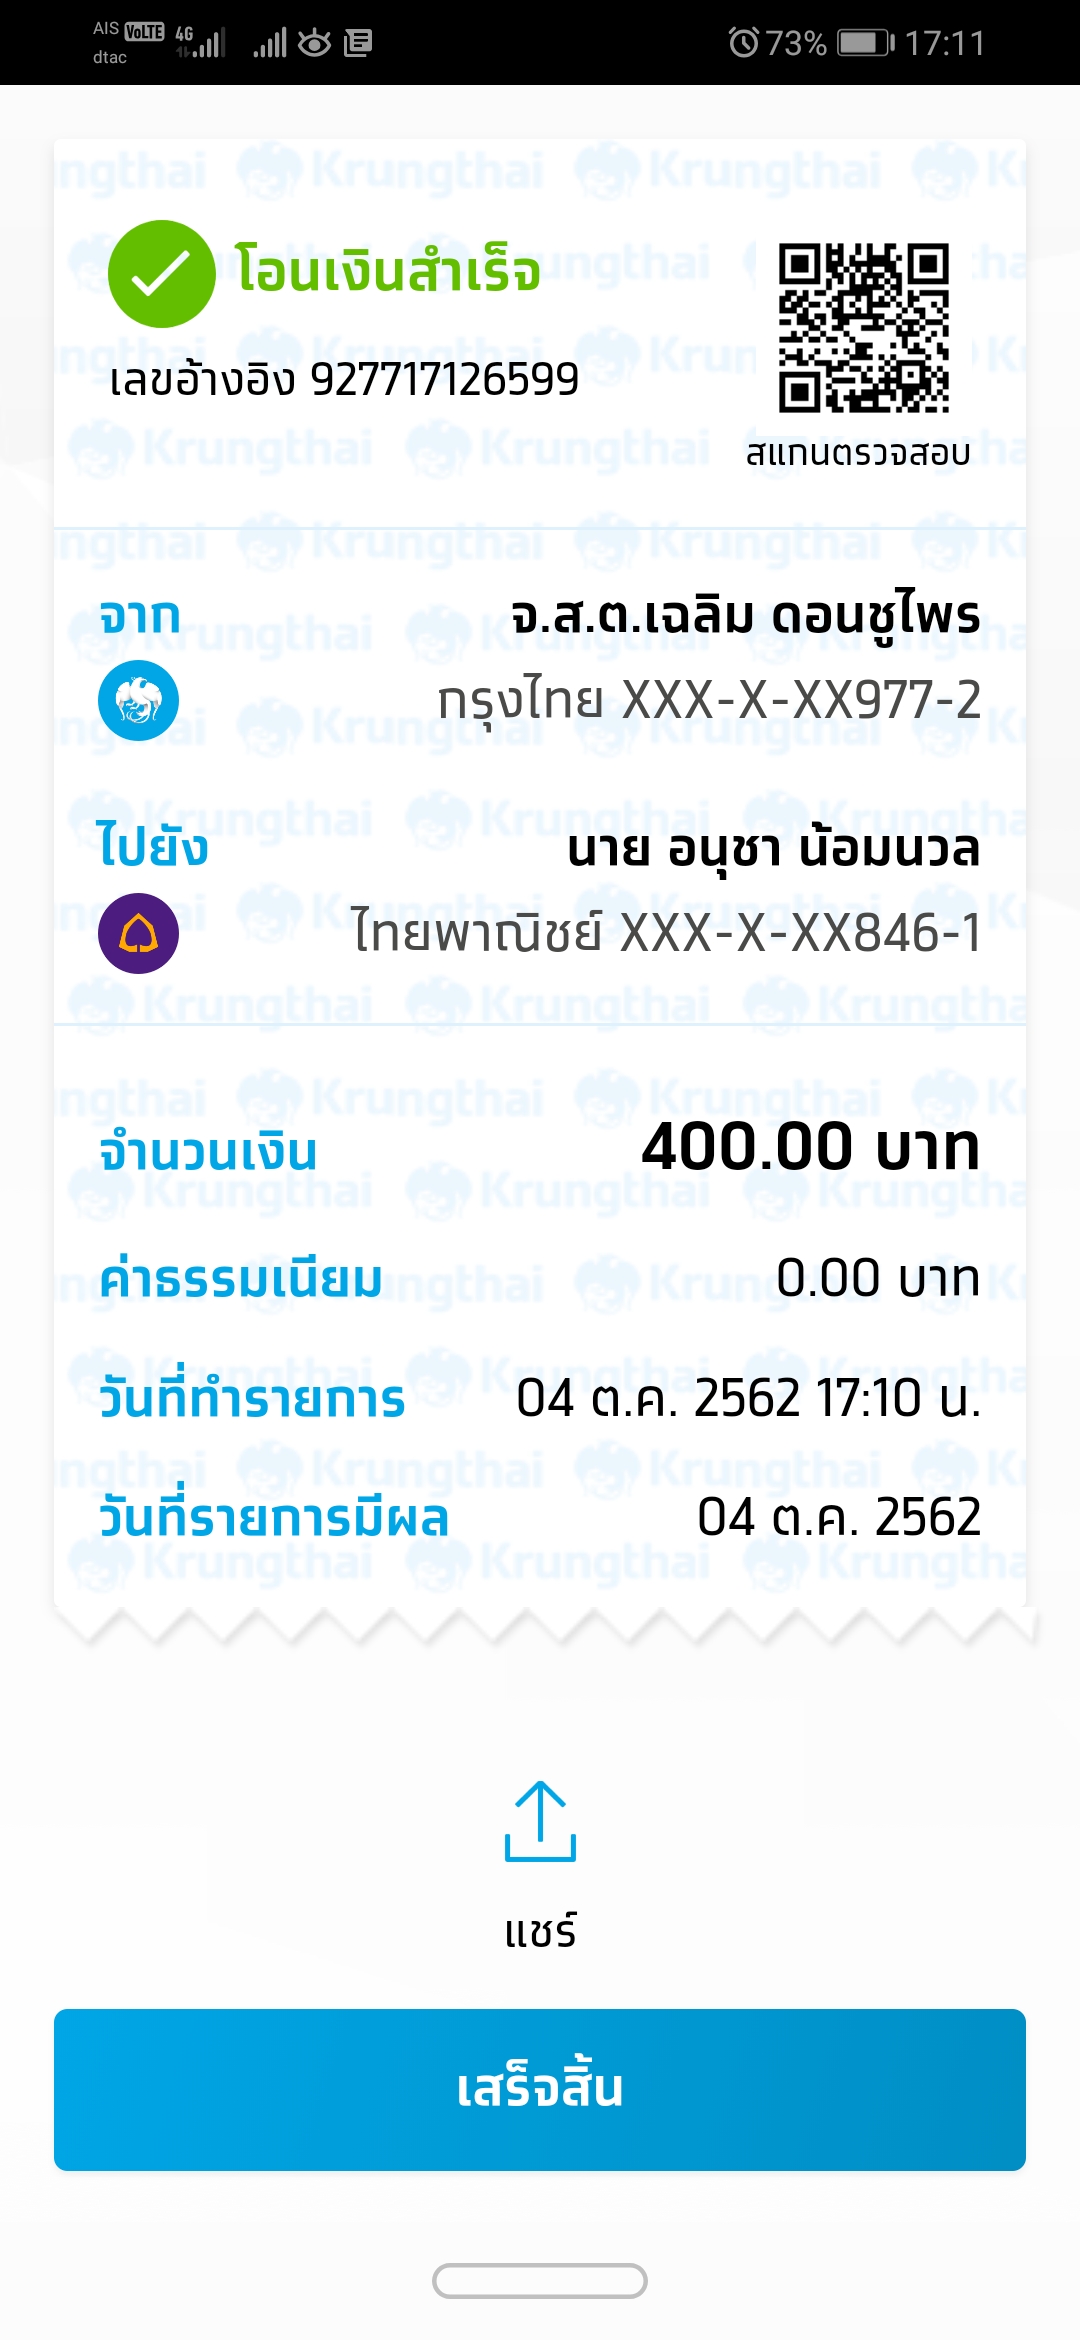 AIS VoLTE 4G 73% 17:11
dtac
โอนเงินสำเร็จ
เลขอ้างอิง 927717126599
สแกนตรวจสอบ
จาก จ.ส.ต.เฉลิม ดอนชูไพร
กรุงไทย XXX-X-XX977-2
ไปยัง นาย อนุชา น้อมนวล
ไทยพาณิชย์ XXX-X-XX846-1
จำนวนเงิน 400.00 บาท
ค่าธรรมเนียม 0.00 บาท
วันที่ทำรายการ 04 ต.ค. 2562 17:10 น.
วันที่รายการมีผล 04 ต.ค. 2562
แชร์
เสร็จสิ้น